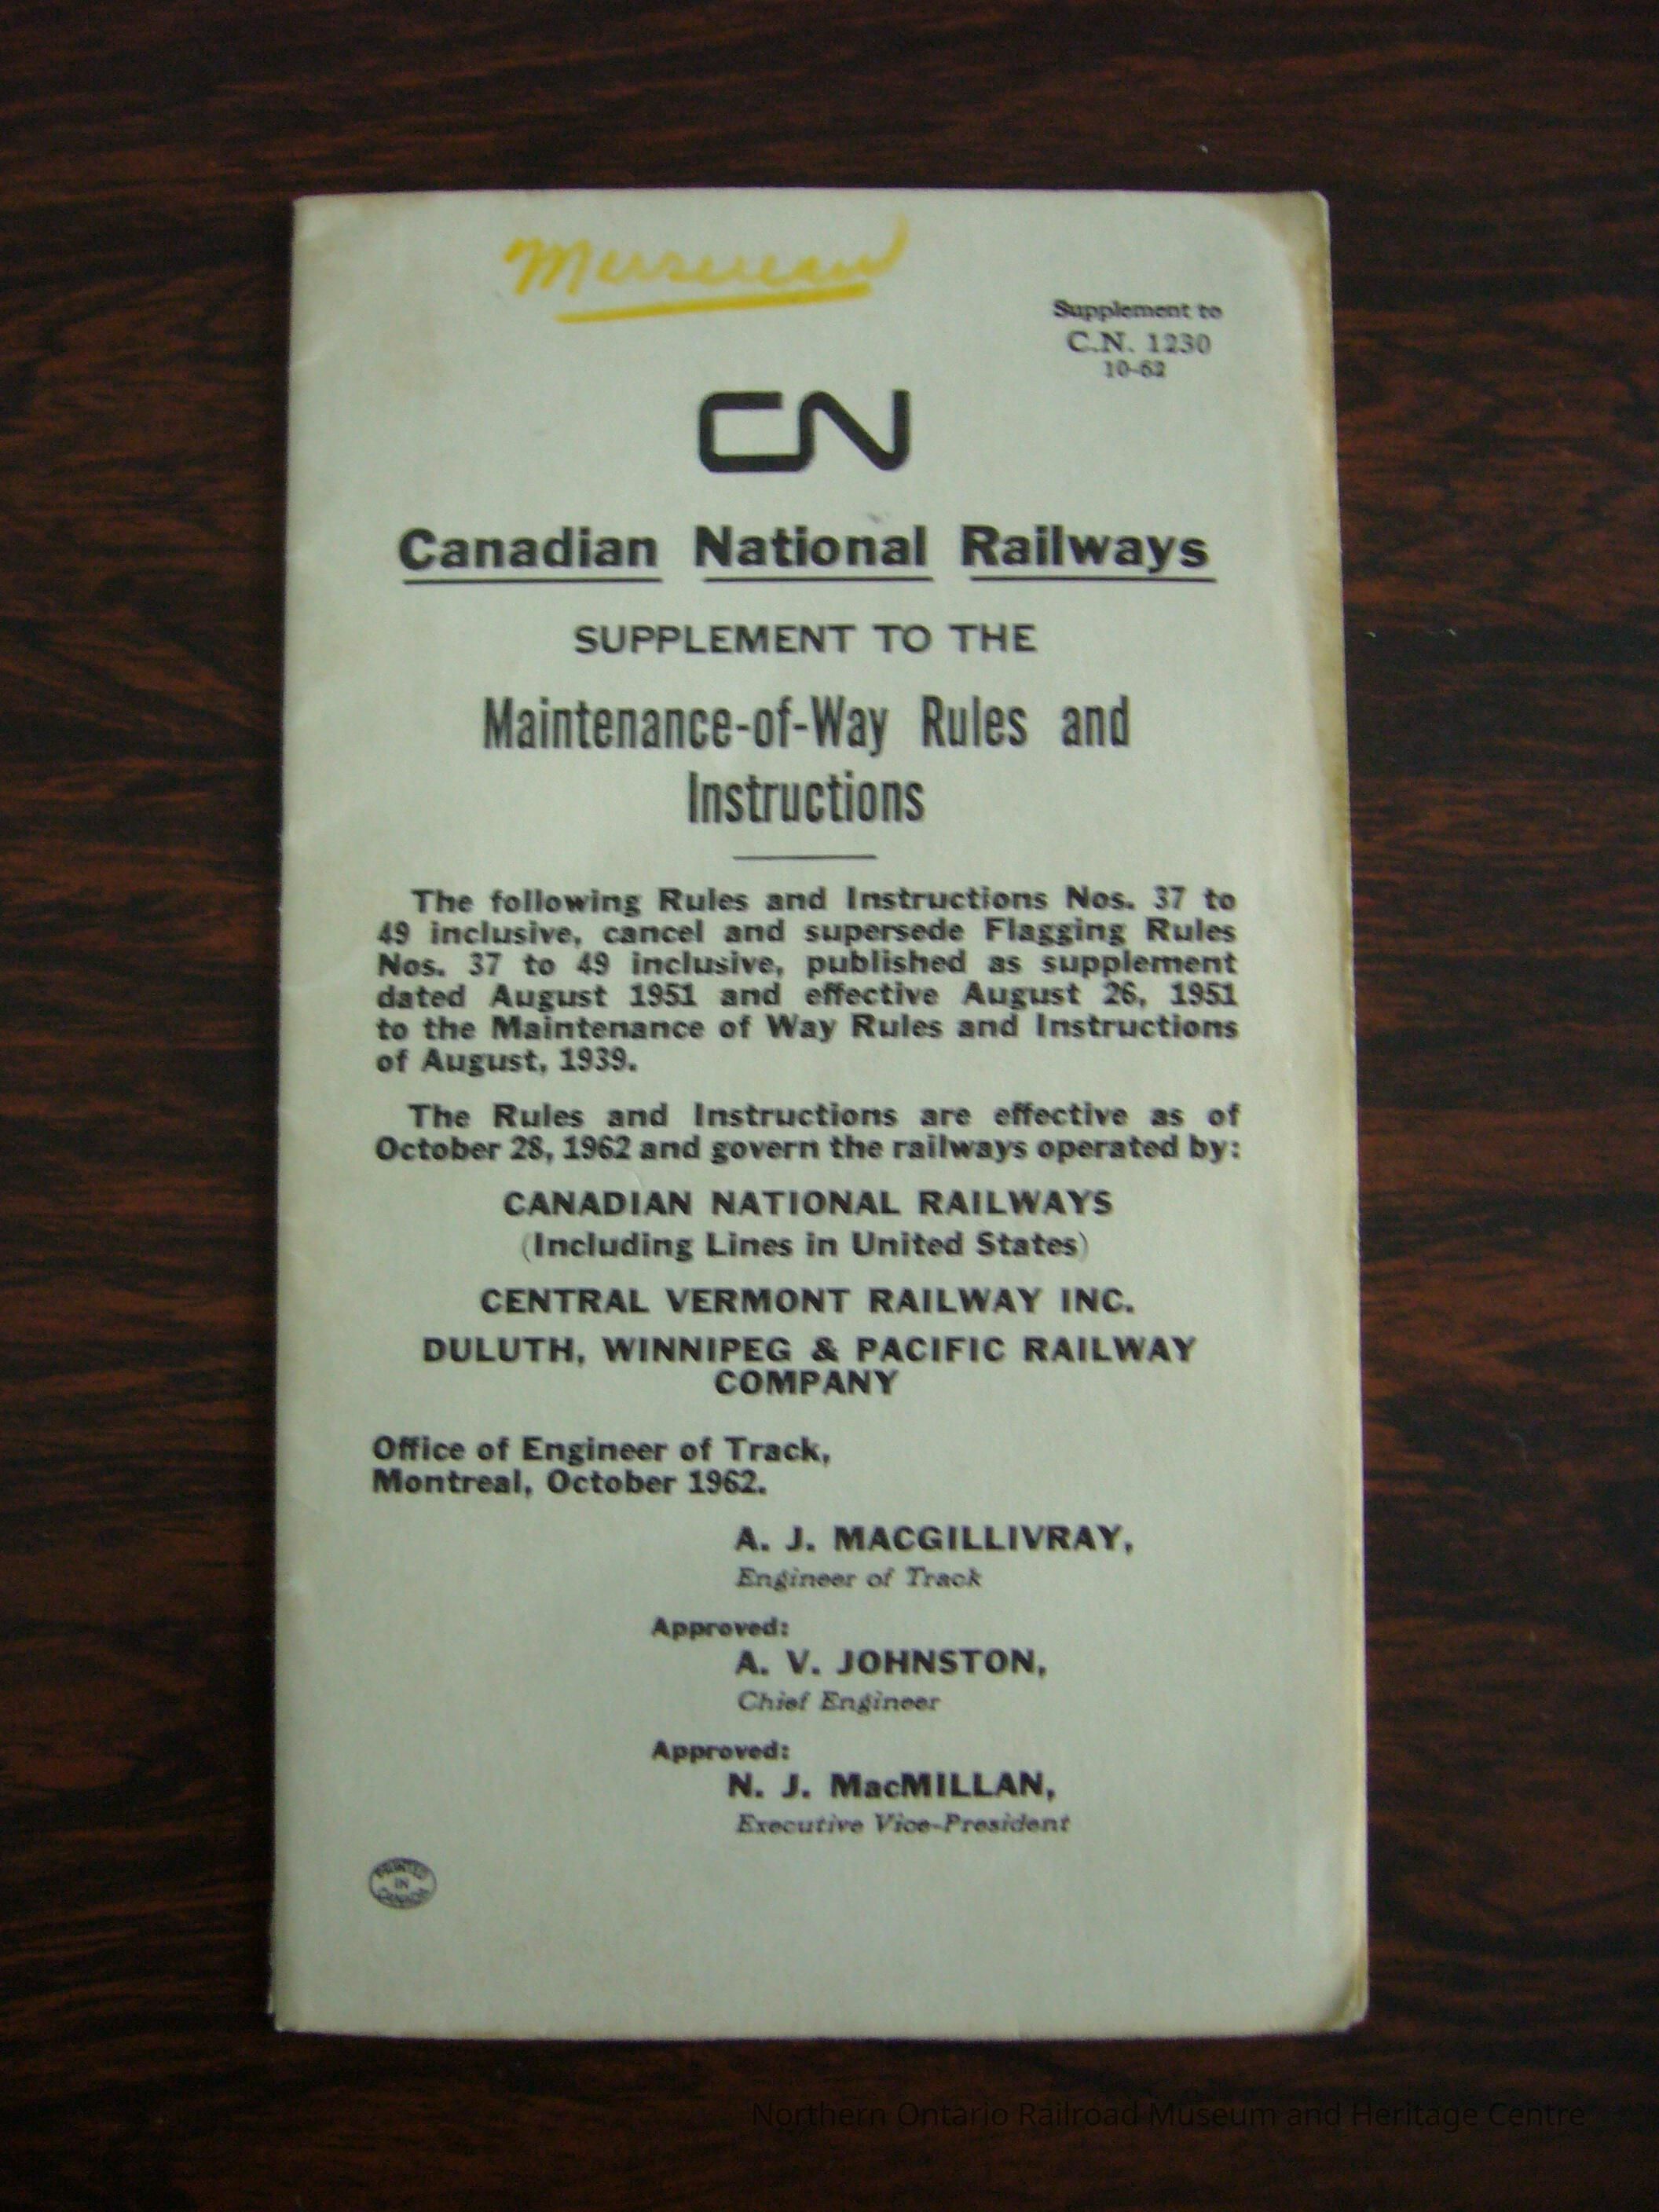 Supplement to
C.N. 1230
10-62
CN
Canadian National Railways
SUPPLEMENT TO THE
Maintenance-of-Way Rules and
Instructions
The following Rules and Instructions Nos. 37 to
49 inclusive, cancel and supersede Flagging Rules
Nos. 37 to 49 inclusive, published as supplement
dated August 1951 and effective August 26, 1951
to the Maintenance of Way Rules and Instructions
of August, 1939.
The Rules and Instructions are effective as of
October 28, 1962 and govern the railways operated by:
CANADIAN NATIONAL RAILWAYS
(Including Lines in United States)
CENTRAL VERMONT RAILWAY INC.
DULUTH, WINNIPEG & PACIFIC RAILWAY
COMPANY
Office of Engineer of Track,
Montreal, October 1962.
A. J. MACGILLIVRAY,
Engineer of Track
Approved:
A. V. JOHNSTON,
Chief Engineer
Approved:
N. J. MacMILLAN,
Executive Vice-President
PRINTED
IN
CANADA
Northern Ontario Railroad Museum and Heritage Centre